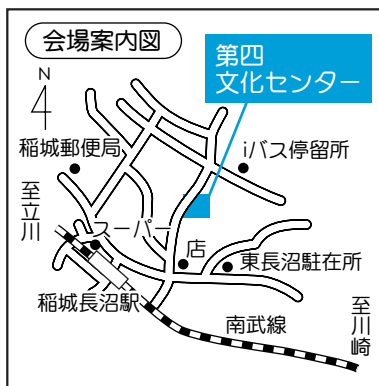 会場案内図
N
第四
文化センター
稲城郵便局
iバス停留所
至立川
スーパー
店
東長沼駐在所
稲城長沼駅
南武線
至川崎